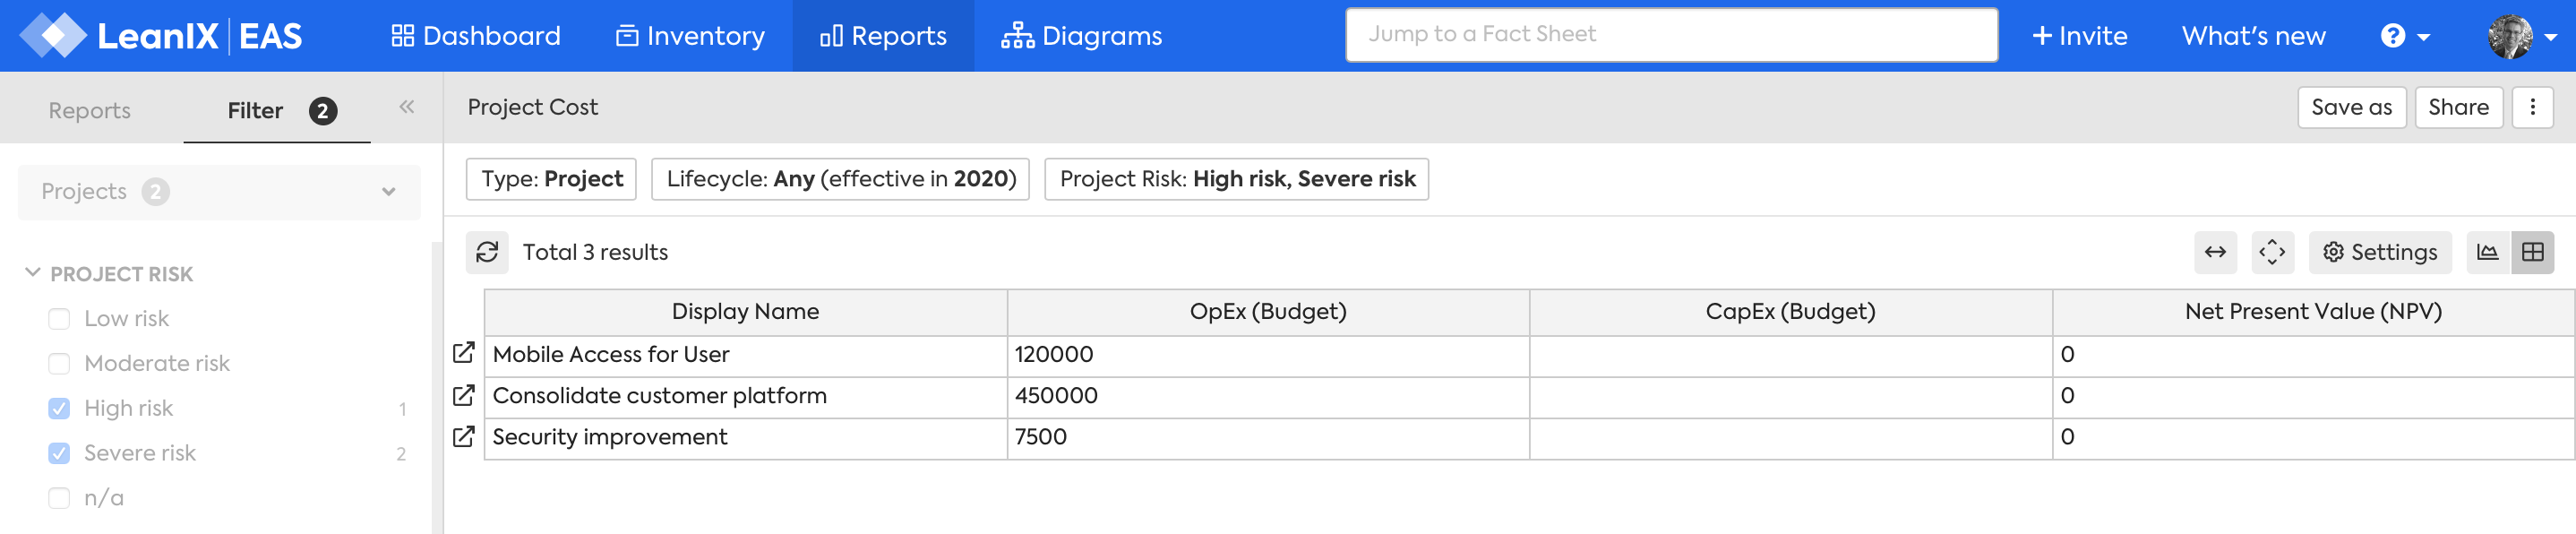 LeanIX | EAS Dashboard Inventory Reports Diagrams Jump to a Fact Sheet + Invite What's new ?
Reports Filter 2 Project Cost Save as Share
Projects 2
Type: Project Lifecycle: Any (effective in 2020) Project Risk: High risk, Severe risk
Total 3 results Settings
PROJECT RISK
Low risk
Moderate risk
High risk 1
Severe risk 2
n/a
Display Name OpEx (Budget) CapEx (Budget) Net Present Value (NPV)
Mobile Access for User 120000 0
Consolidate customer platform 450000 0
Security improvement 7500 0